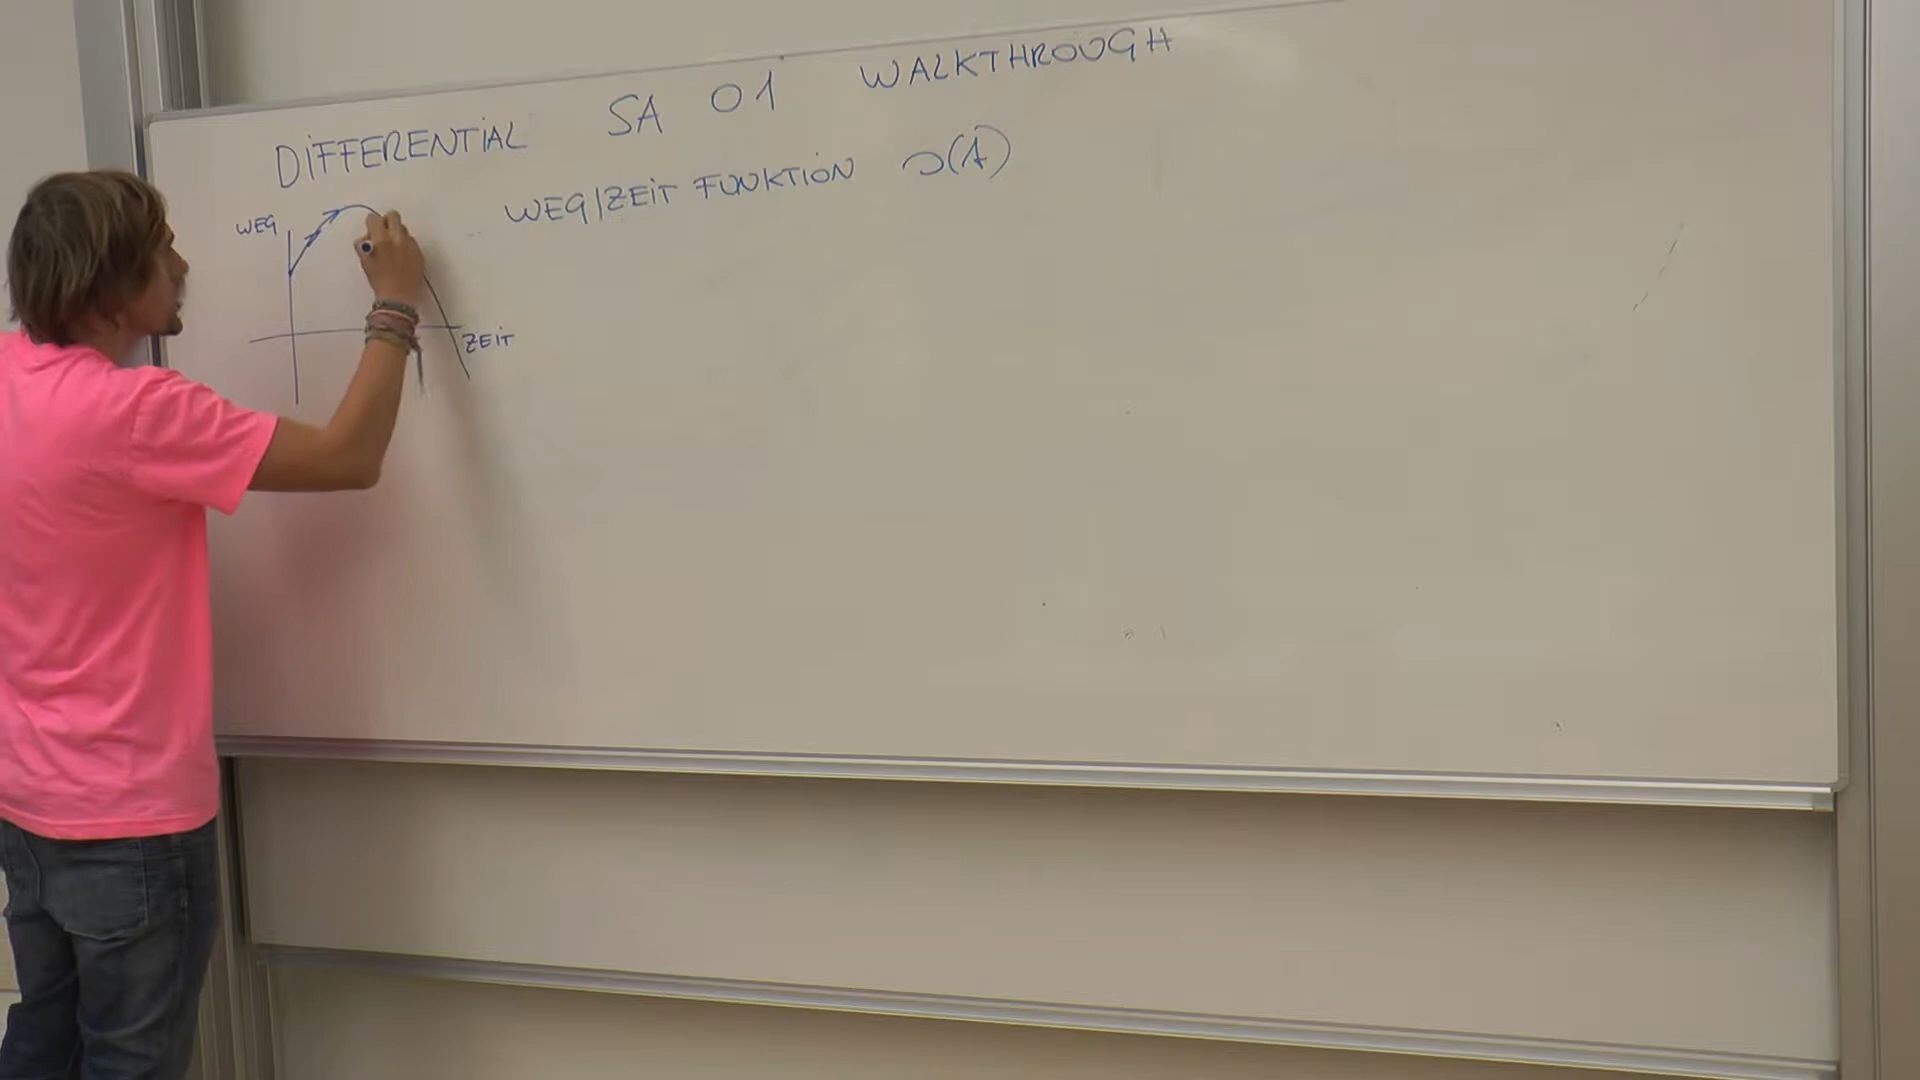 DIFFERENTIAL SA 01 WALKTHROUGH
WEG/ZEIT FUNKTION s(t)
WEG
ZEIT